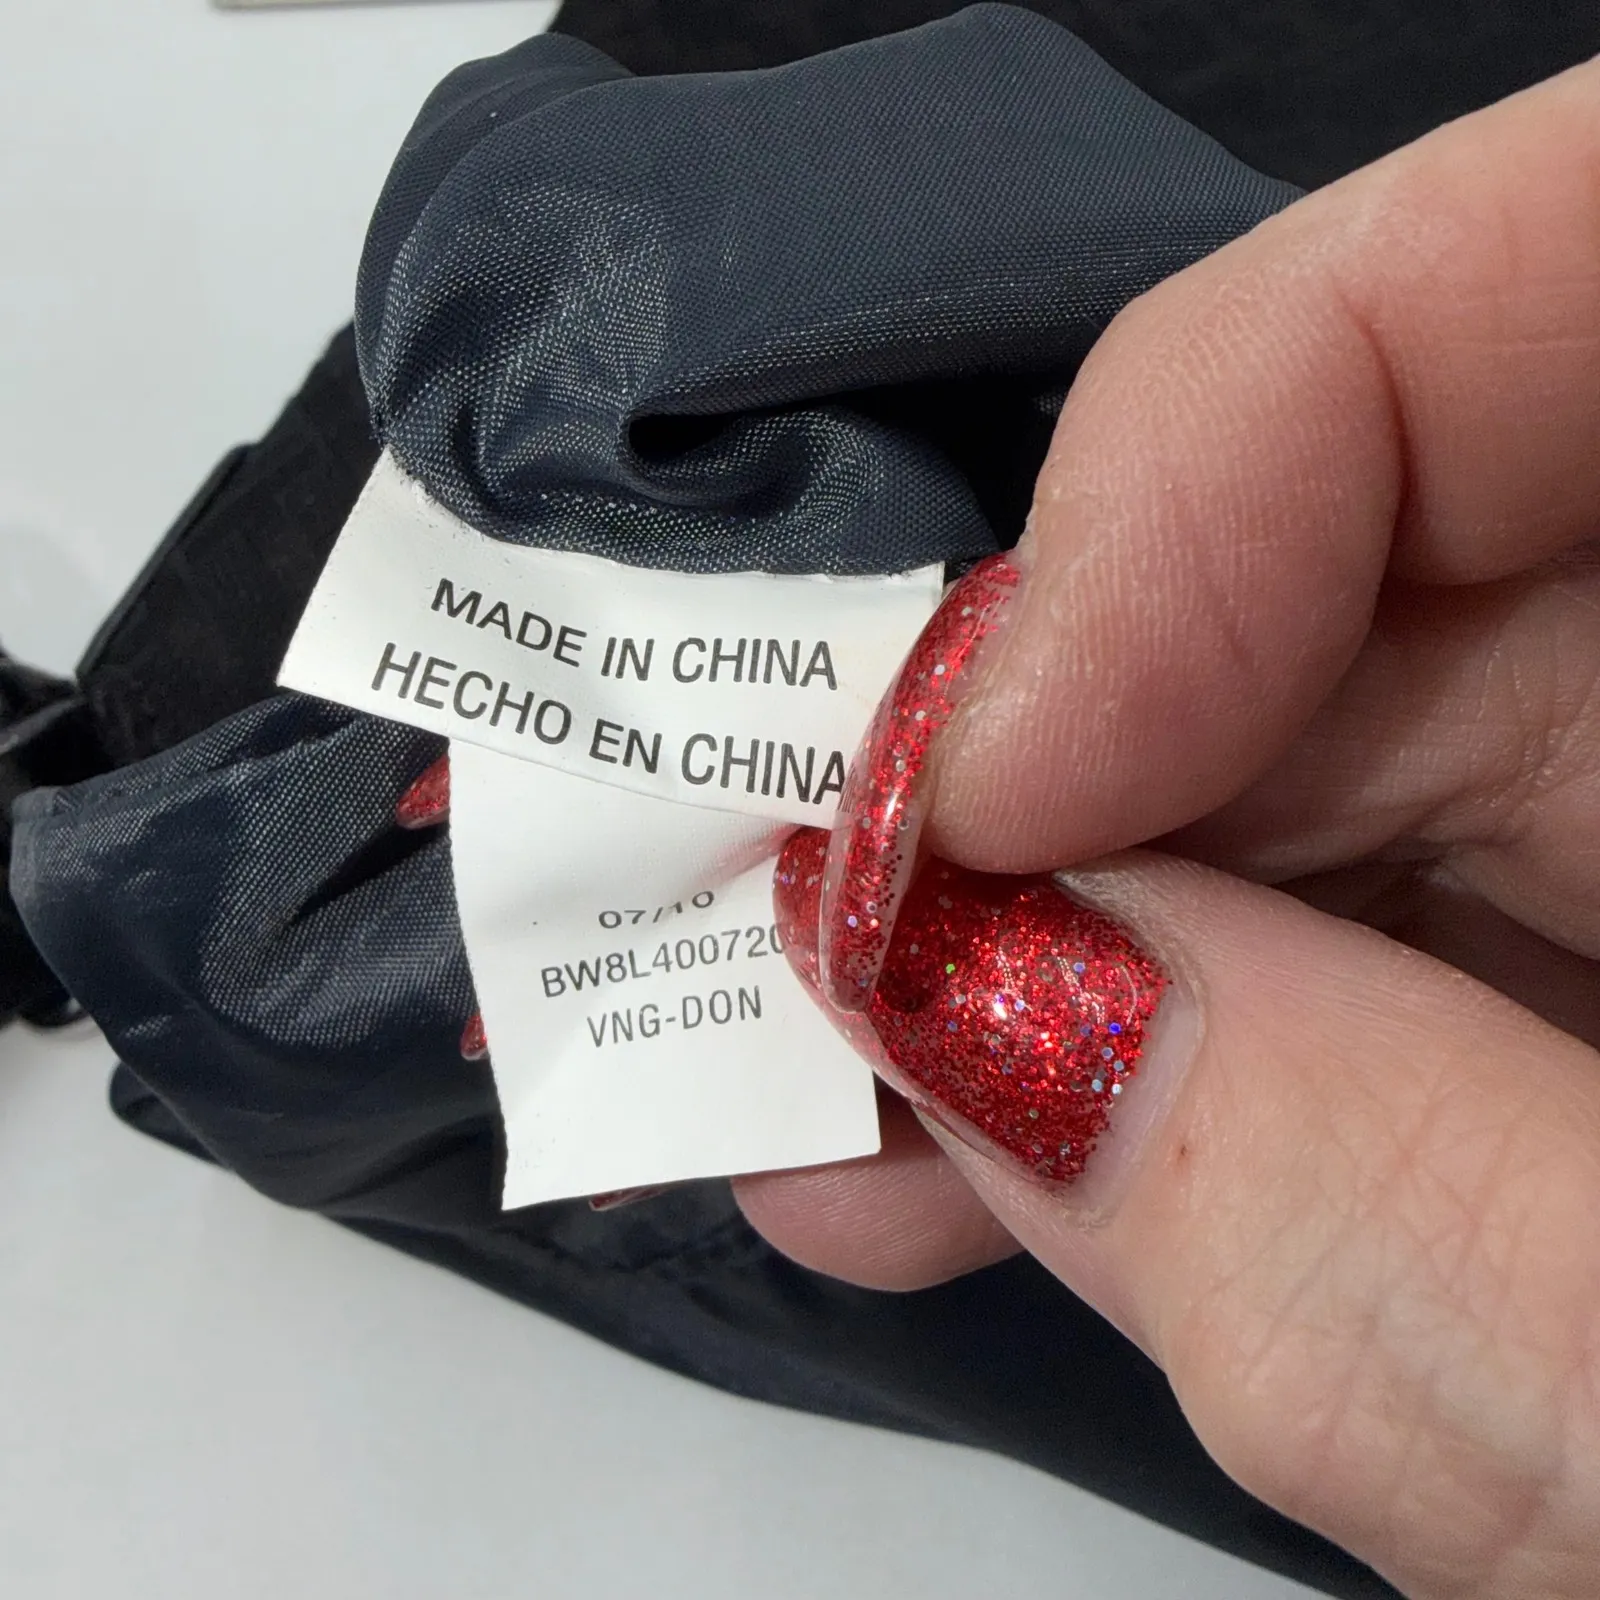 MADE IN CHINA
HECHO EN CHINA
07/10
BW8L400720
VNG-DON